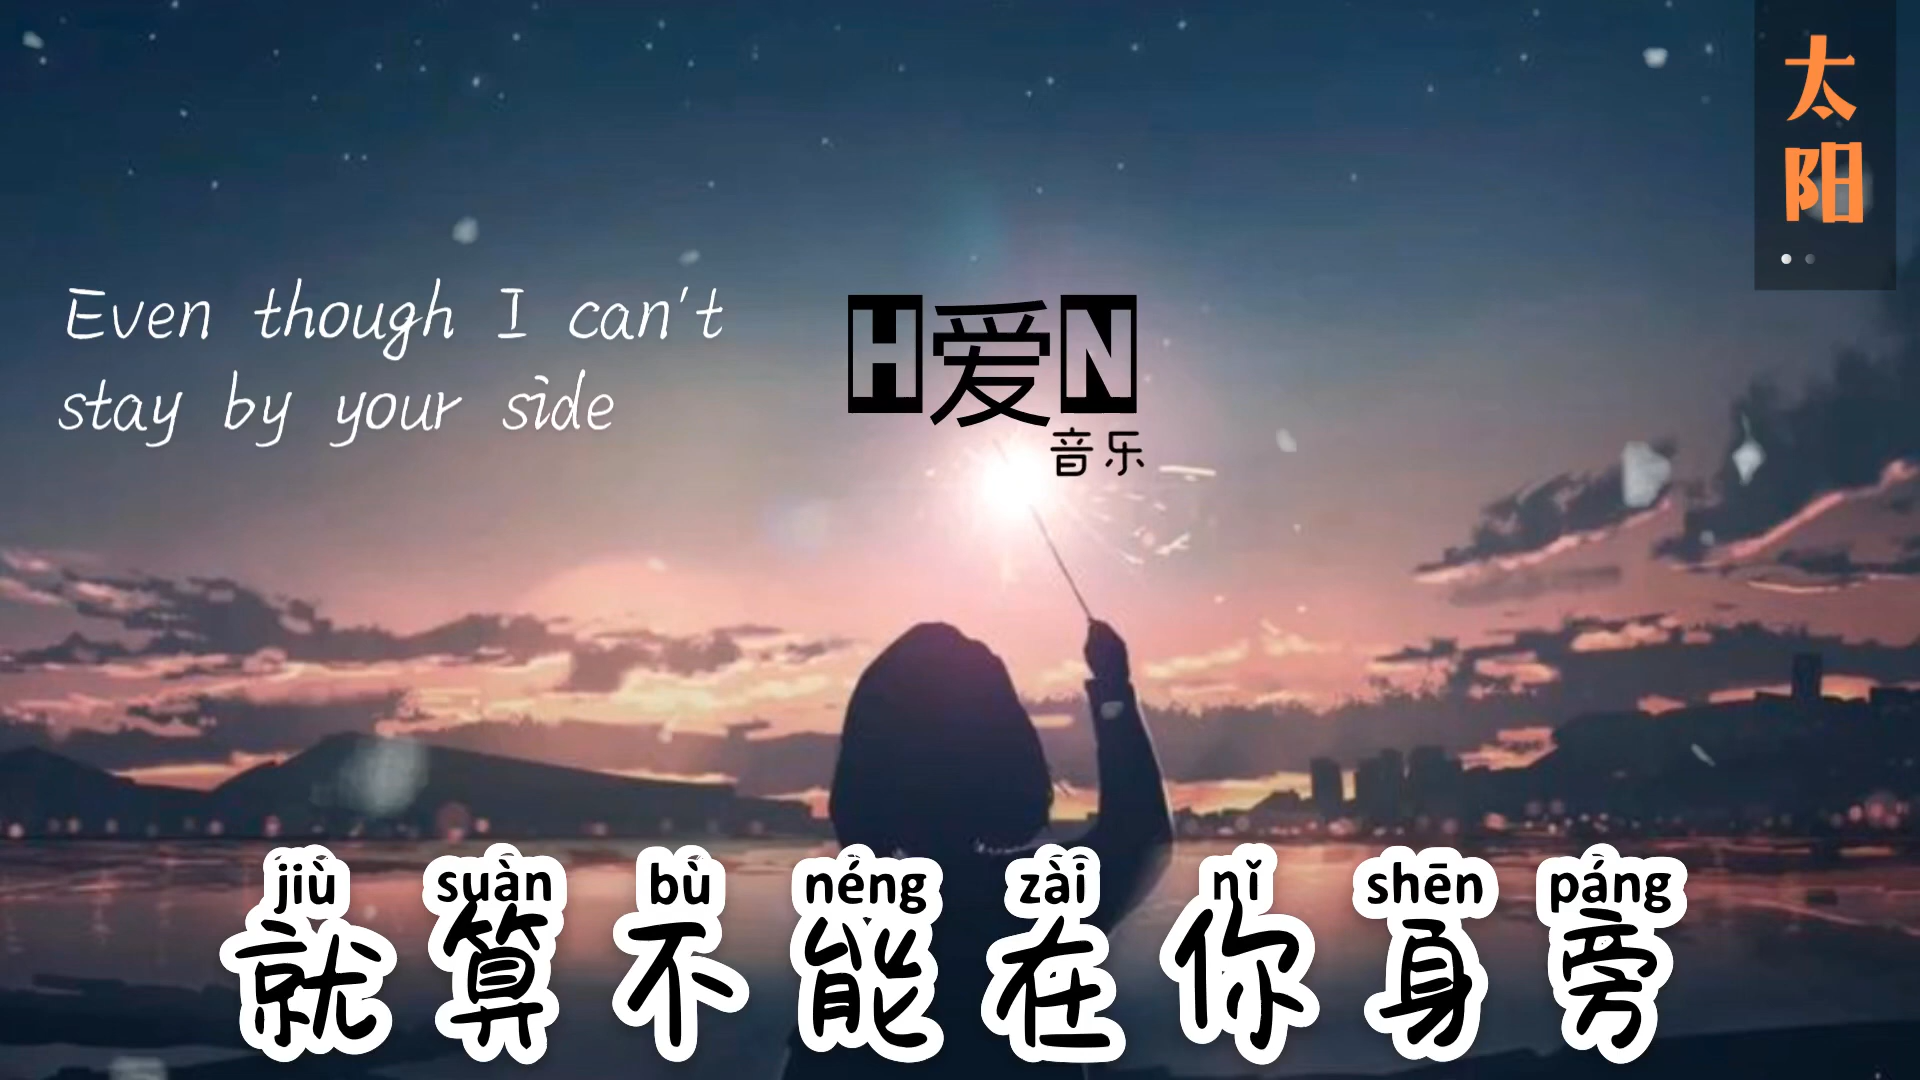 太阳
Even though I can't
stay by your side
H爱N
音乐
jiù suàn bù néng zài nǐ shēn páng
就算不能在你身旁